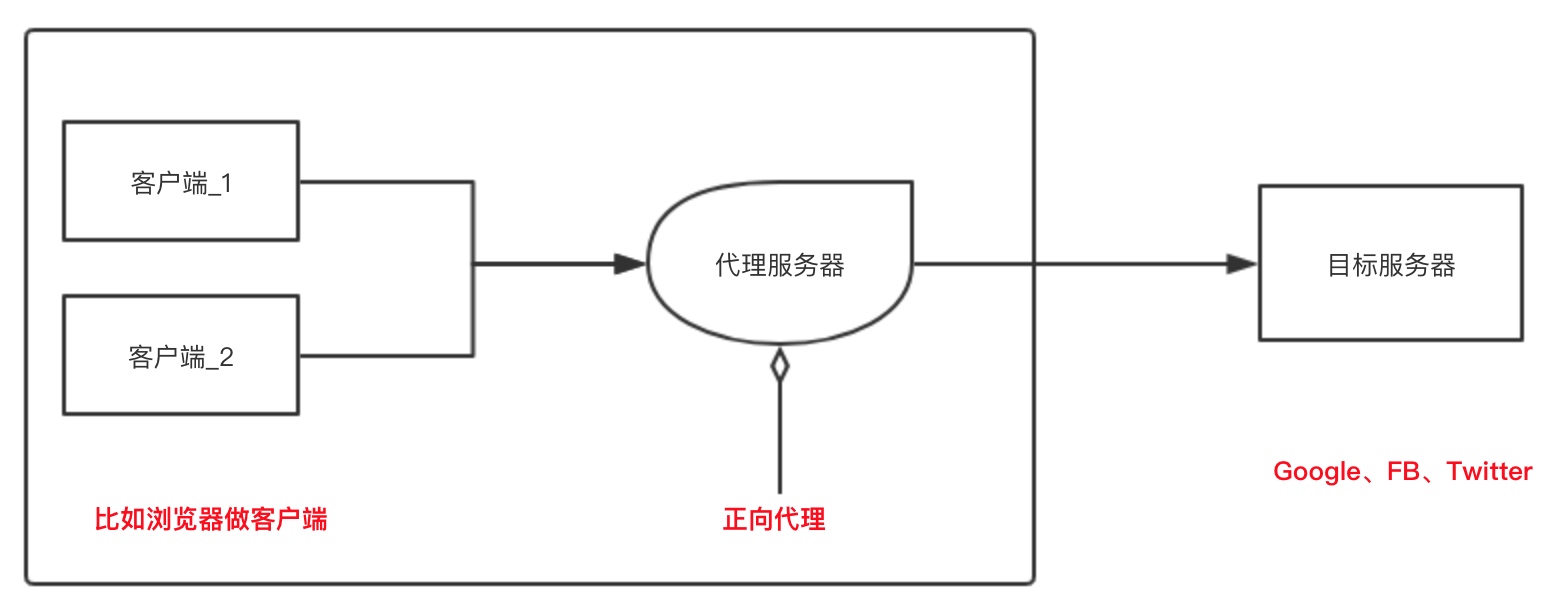 客户端_1
代理服务器
目标服务器
客户端_2
Google、FB、Twitter
比如浏览器做客户端
正向代理